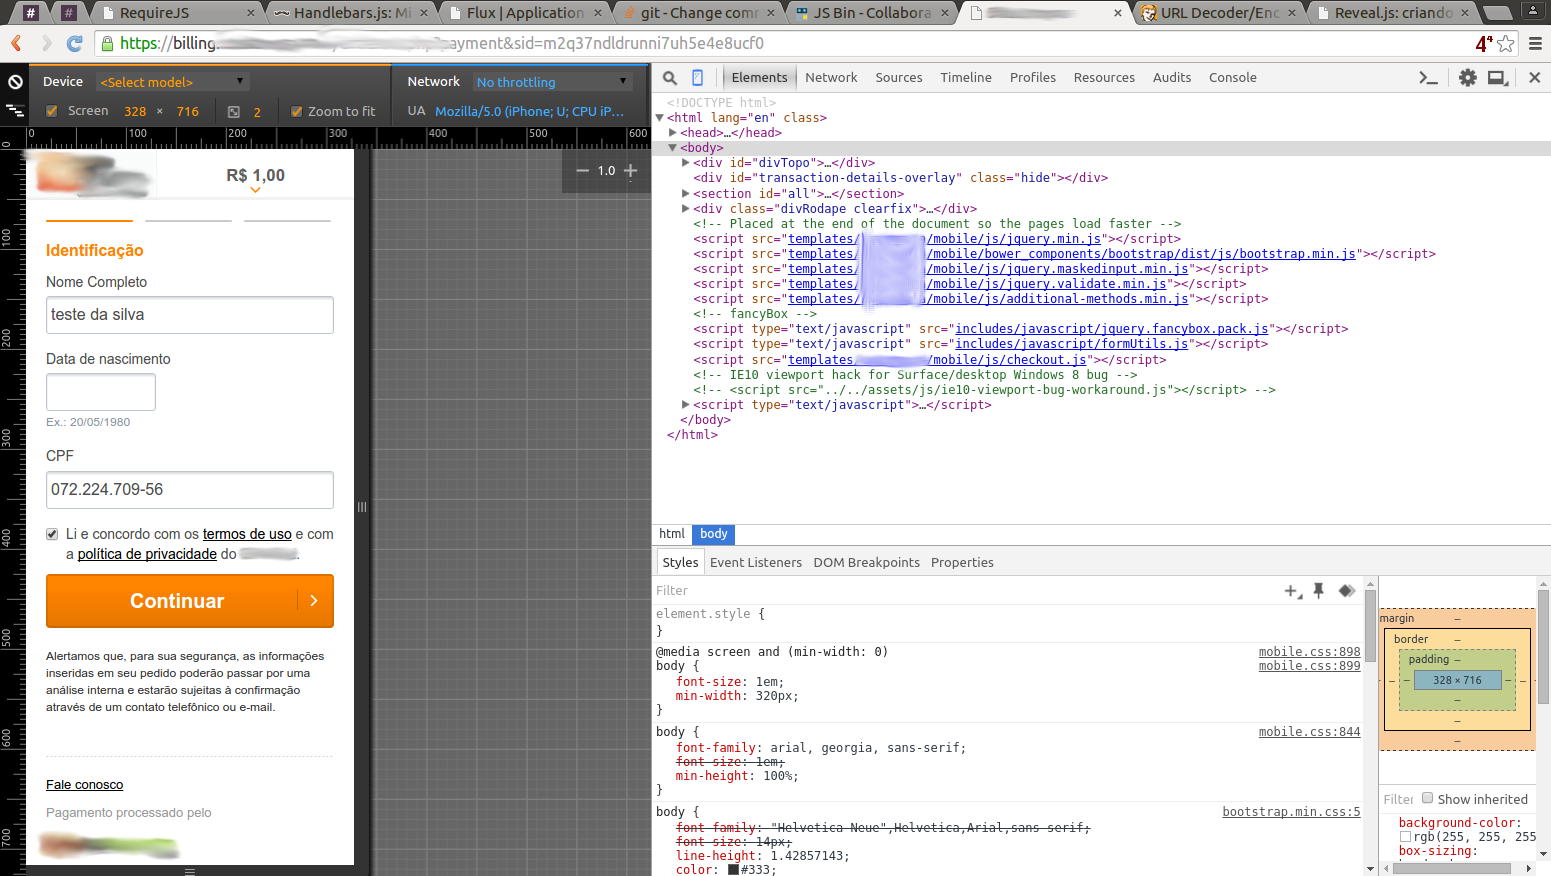 #
#
RequireJS
Handlebars.js: Mi
Flux | Application
git - Change comm
JS Bin - Collabora
URL Decoder/Enc
Reveal.js: criando
https://billing.
payment&sid=m2q37ndldrunni7uh5e4e8ucf0
Device <Select model>
Network No throttling
Screen 328 × 716 2 Zoom to fit
UA Mozilla/5.0 (iPhone; U; CPU iP…
0 100 200 300 400 500 600
0 100 200 300 400 500 600 700
1.0
R$ 1,00
Identificação
Nome Completo
teste da silva
Data de nascimento
Ex.: 20/05/1980
CPF
072.224.709-56
Li e concordo com os termos de uso e com
a política de privacidade do
Continuar
Alertamos que, para sua segurança, as informações
inseridas em seu pedido poderão passar por uma
análise interna e estarão sujeitas à confirmação
através de um contato telefônico ou e-mail.
Fale conosco
Pagamento processado pelo
Elements Network Sources Timeline Profiles Resources Audits Console
<!DOCTYPE html>
<html lang="en" class>
<head>…</head>
<body>
<div id="divTopo">…</div>
<div id="transaction-details-overlay" class="hide"></div>
<section id="all">…</section>
<div class="divRodape clearfix">…</div>
<!-- Placed at the end of the document so the pages load faster -->
<script src="templates/ /mobile/js/jquery.min.js"></script>
<script src="templates/ /mobile/bower_components/bootstrap/dist/js/bootstrap.min.js"></script>
<script src="templates/ /mobile/js/jquery.maskedinput.min.js"></script>
<script src="templates/ /mobile/js/jquery.validate.min.js"></script>
<script src="templates/ /mobile/js/additional-methods.min.js"></script>
<!-- fancyBox -->
<script type="text/javascript" src="includes/javascript/jquery.fancybox.pack.js"></script>
<script type="text/javascript" src="includes/javascript/formUtils.js"></script>
<script src="templates/ /mobile/js/checkout.js"></script>
<!-- IE10 viewport hack for Surface/desktop Windows 8 bug -->
<!-- <script src="../../assets/js/ie10-viewport-bug-workaround.js"></script> -->
<script type="text/javascript">…</script>
</body>
</html>
html body
Styles Event Listeners DOM Breakpoints Properties
Filter
element.style {
}
@media screen and (min-width: 0) mobile.css:898
body { mobile.css:899
font-size: 1em;
min-width: 320px;
}
body { mobile.css:844
font-family: arial, georgia, sans-serif;
font-size: 1em;
min-height: 100%;
}
body { bootstrap.min.css:5
font-family: "Helvetica Neue",Helvetica,Arial,sans-serif;
font-size: 14px;
line-height: 1.42857143;
color: #333;
margin –
border –
padding –
– – – 328 × 716 – – –
–
–
–
Filter Show inherited
background-color:
rgb(255, 255, 255
box-sizing: